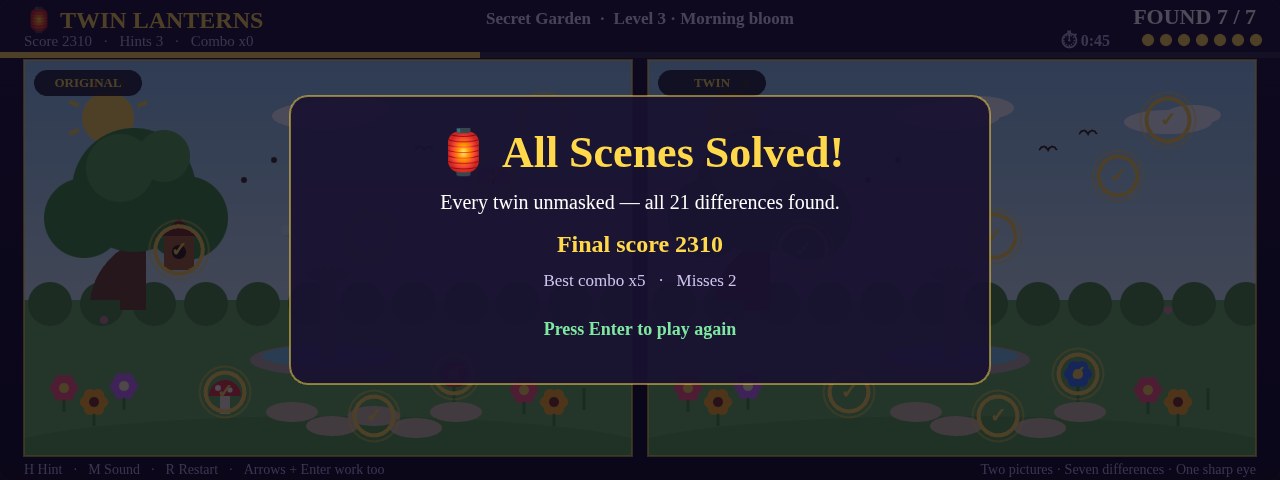 🏮 TWIN LANTERNS
Secret Garden · Level 3 · Morning bloom
FOUND 7 / 7
Score 2310 · Hints 3 · Combo x0
⏱ 0:45
ORIGINAL
TWIN
🏮 All Scenes Solved!
Every twin unmasked — all 21 differences found.
Final score 2310
Best combo x5 · Misses 2
Press Enter to play again
H Hint · M Sound · R Restart · Arrows + Enter work too
Two pictures · Seven differences · One sharp eye